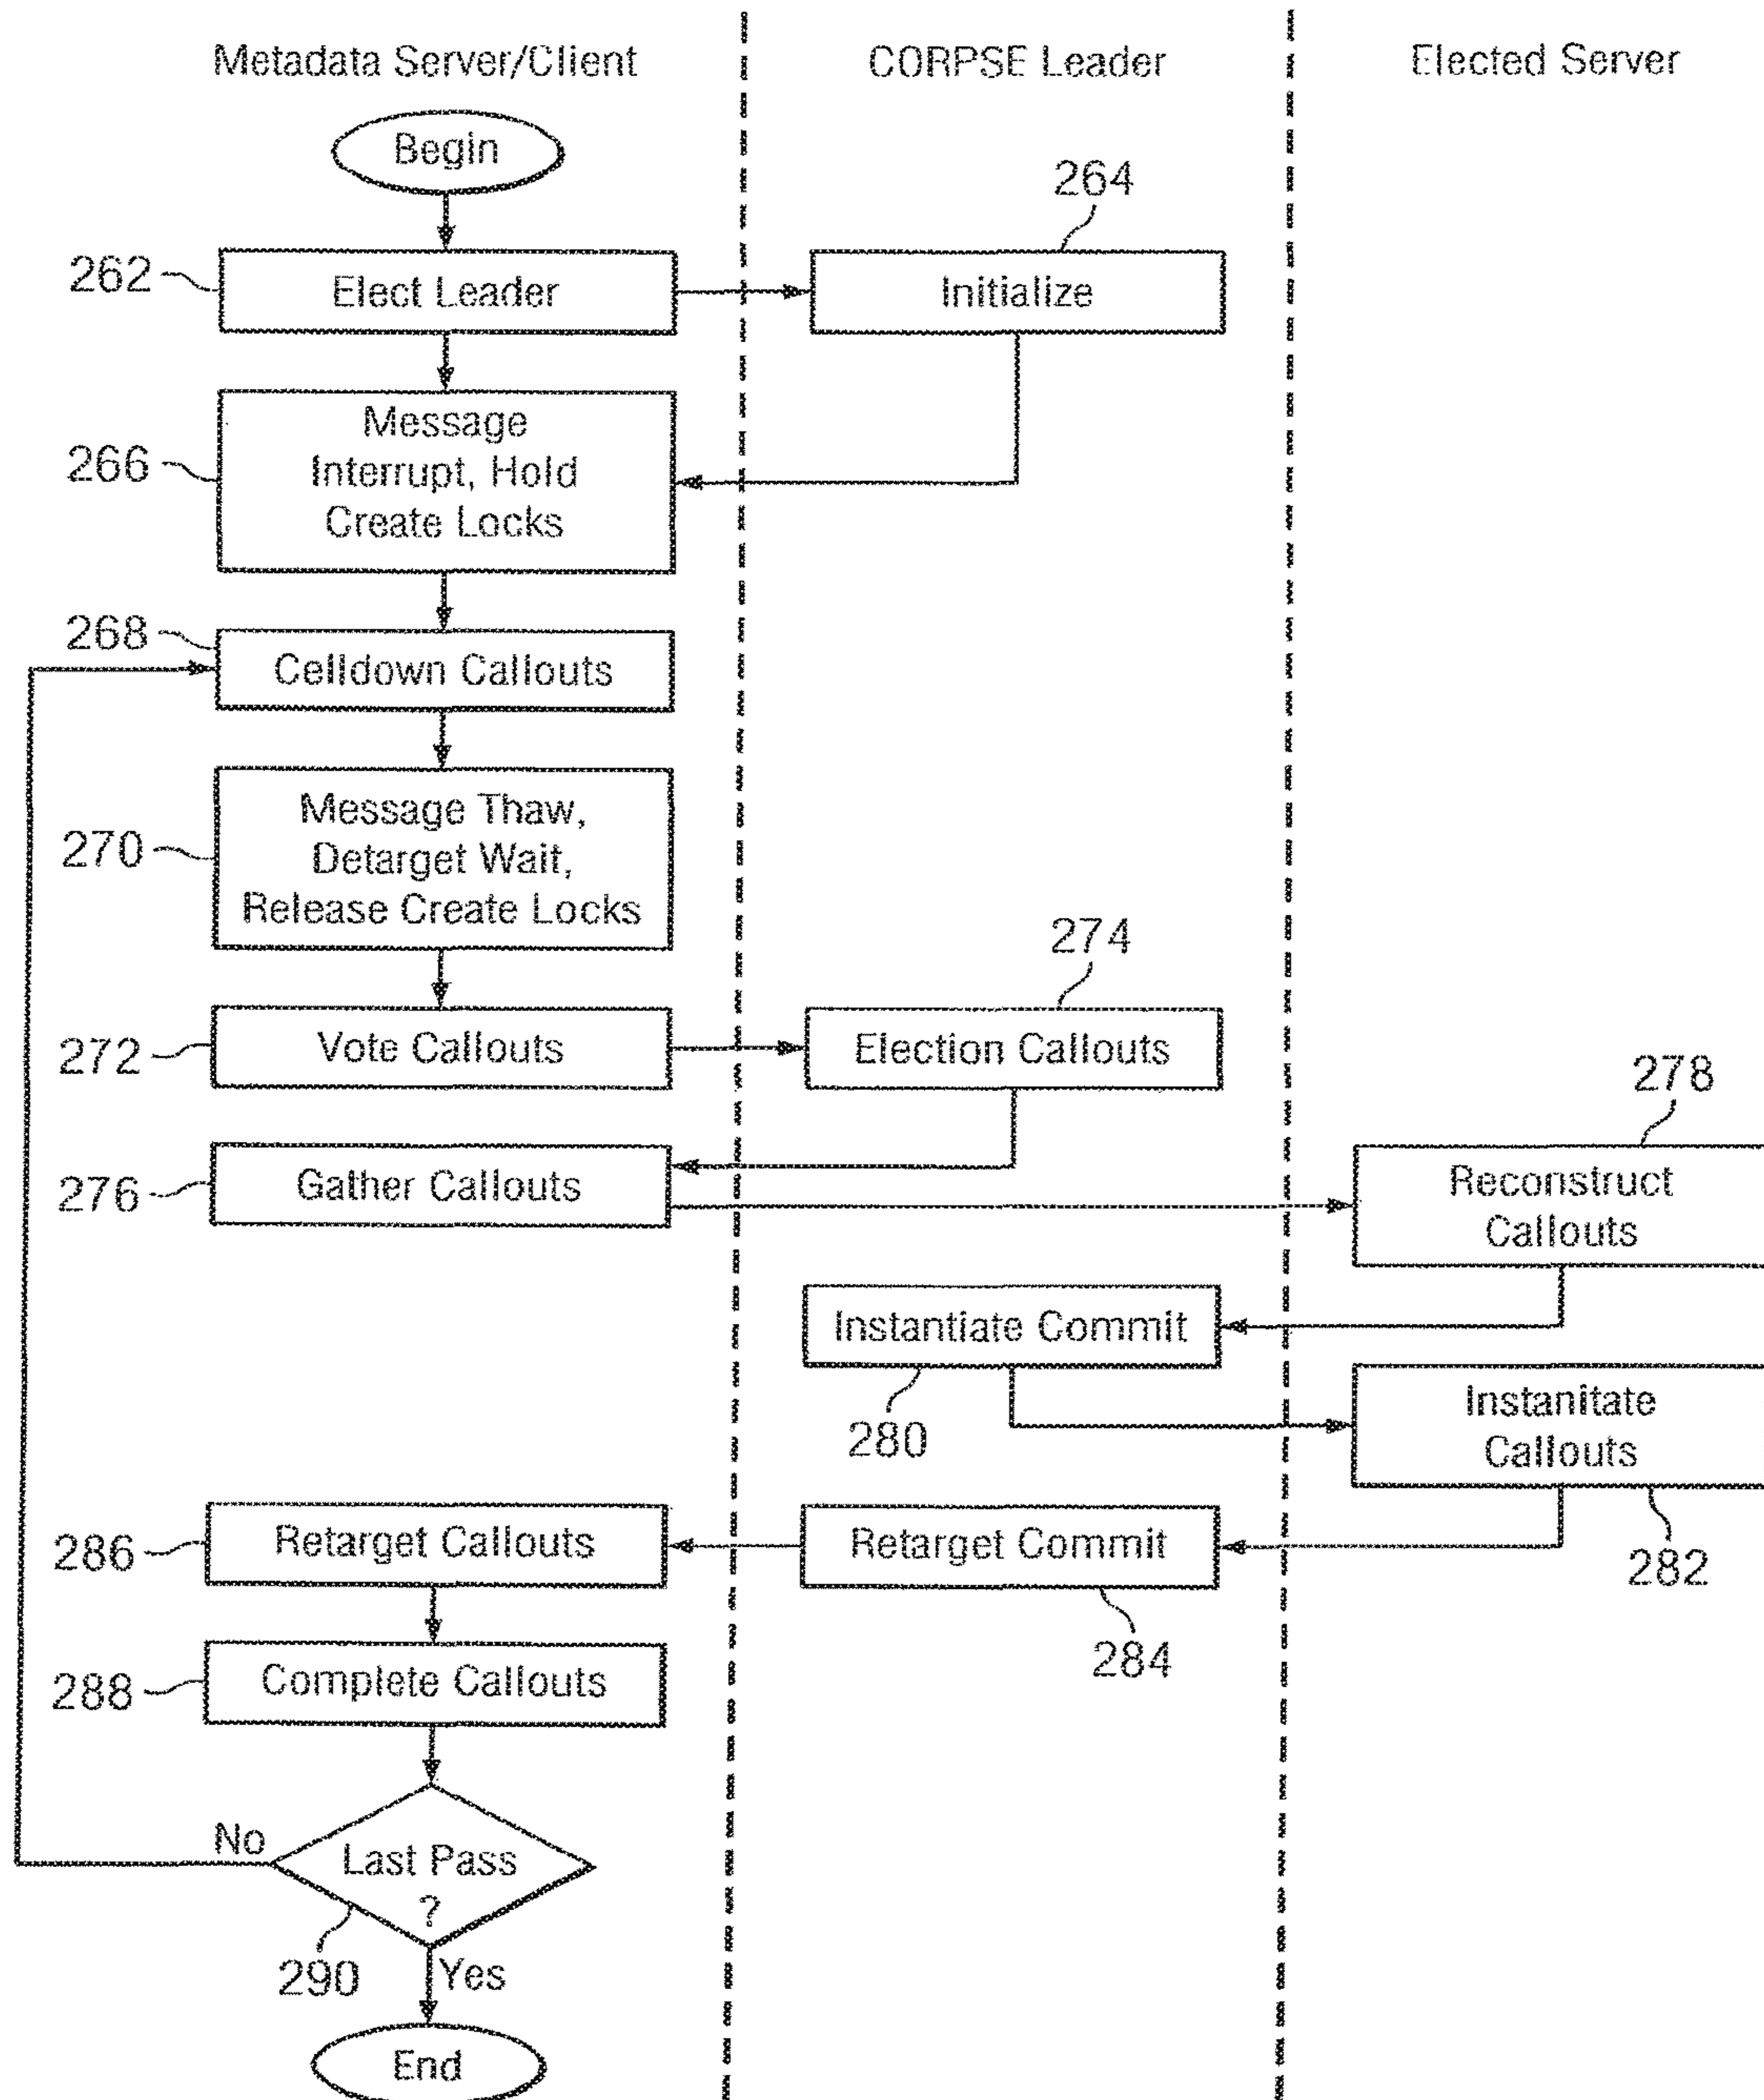 Metadata Server/Client
CORPSE Leader
Elected Server
Begin
264
262
Elect Leader
Initialize
266
Message
Interrupt, Hold
Create Locks
268
Celldown Callouts
270
Message Thaw,
Detarget Wait,
Release Create Locks
274
272
Vote Callouts
Election Callouts
278
276
Gather Callouts
Reconstruct
Callouts
Instantiate Commit
280
Instanitate
Callouts
282
286
Retarget Callouts
Retarget Commit
284
288
Complete Callouts
No
Last Pass
?
290
Yes
End